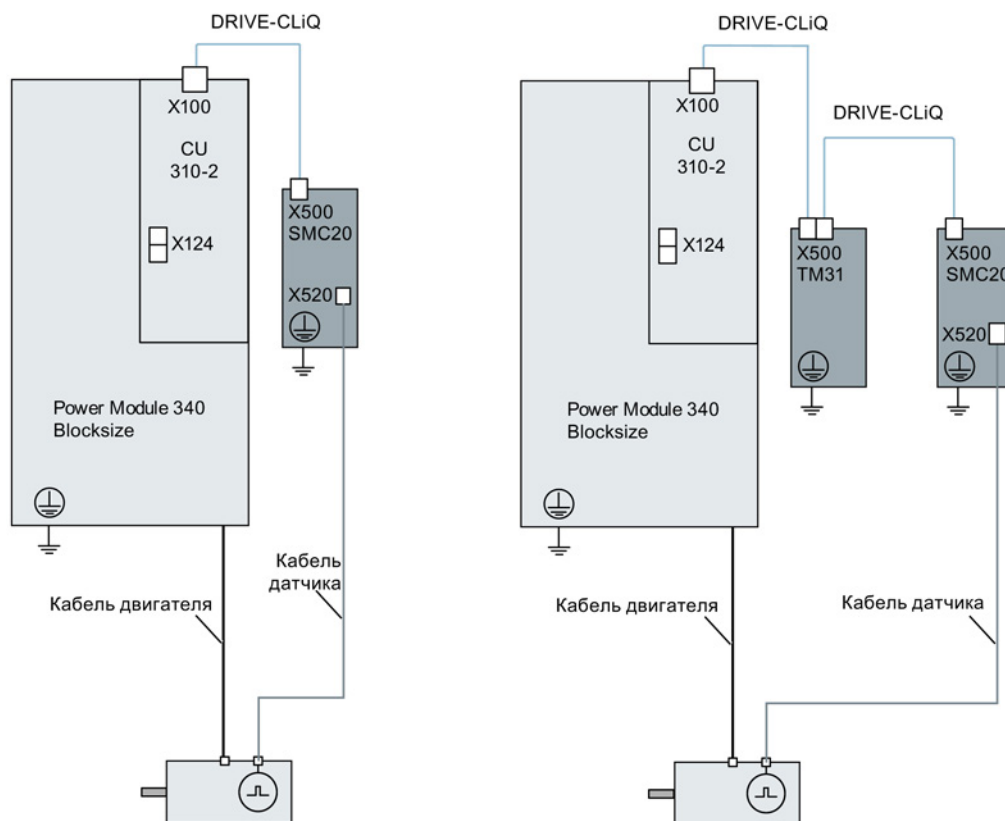 DRIVE-CLiQ
X100
CU
310-2
X124
X500
SMC20
X520
Power Module 340
Blocksize
Кабель
датчика
Кабель двигателя
DRIVE-CLiQ
X100
DRIVE-CLiQ
CU
310-2
X124
X500
TM31
X500
SMC20
X520
Power Module 340
Blocksize
Кабель двигателя
Кабель датчика